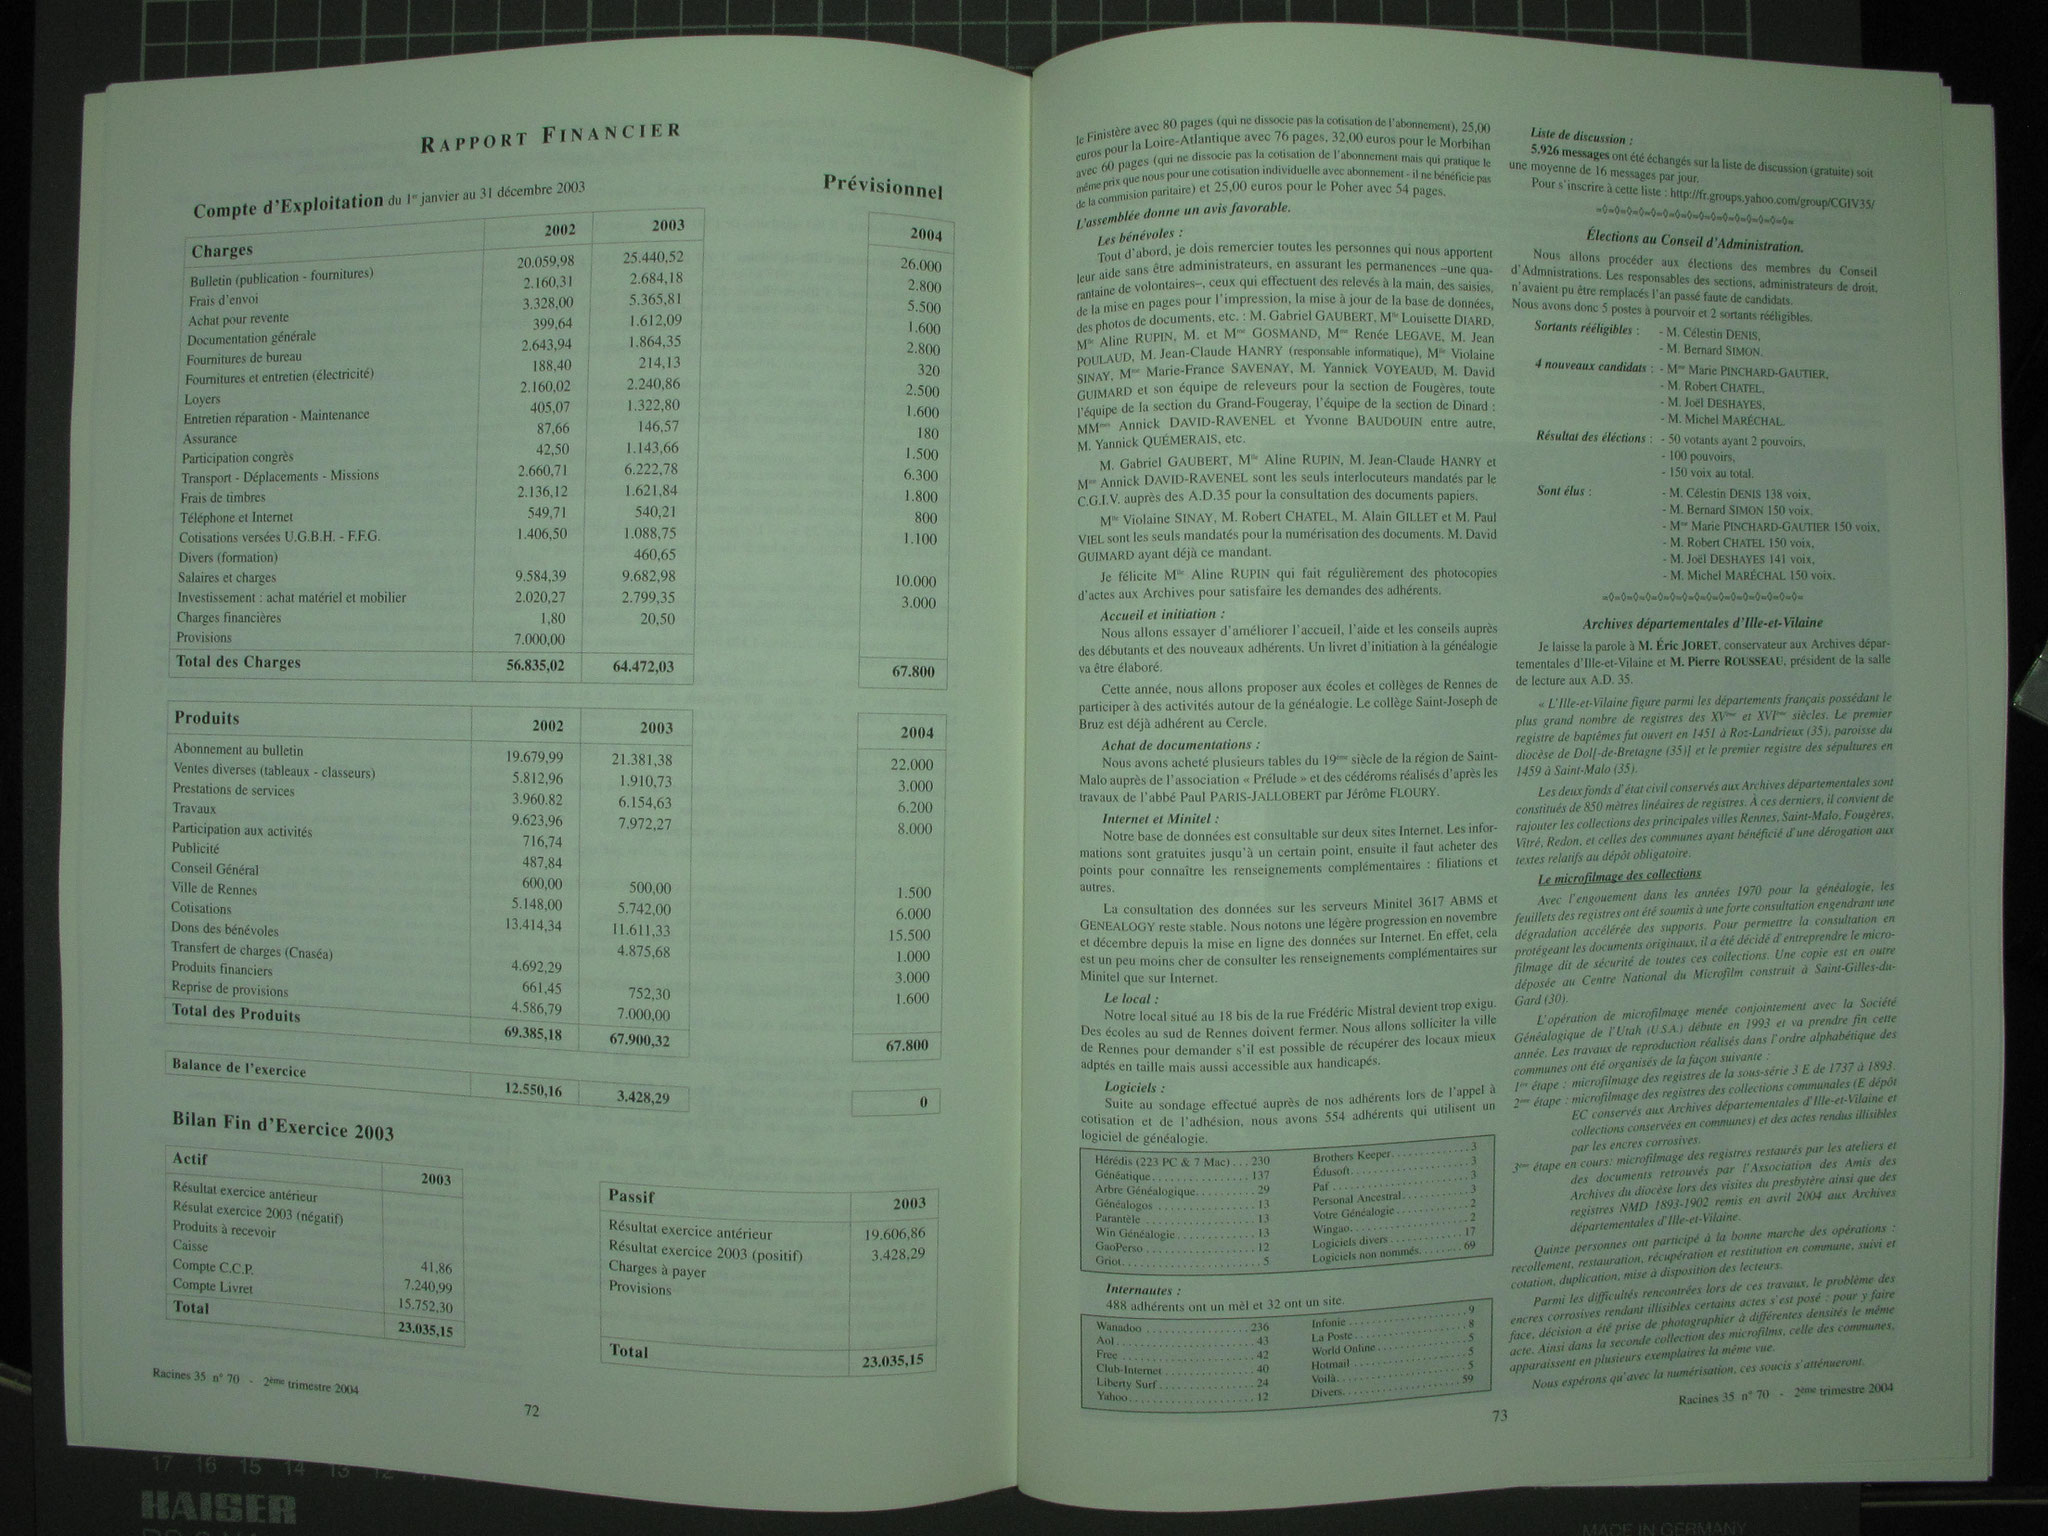 RAPPORT FINANCIER
Compte d'Exploitation du 1er janvier au 31 décembre 2003
Prévisionnel
Charges 2002 2003 2004
Bulletin (publication - fournitures) 20.059,98 25.440,52 26.000
Frais d'envoi 2.160,31 2.684,18 2.800
Achat pour revente 3.328,00 5.365,81 5.500
Documentation générale 399,64 1.612,09 1.600
Fournitures de bureau 2.643,94 1.864,35 2.800
Fournitures et entretien (électricité) 188,40 214,13 320
Loyers 2.160,02 2.240,86 2.500
Entretien réparation - Maintenance 405,07 1.322,80 1.600
Assurance 87,66 146,57 180
Participation congrès 42,50 1.143,66 1.500
Transport - Déplacements - Missions 2.660,71 6.222,78 6.300
Frais de timbres 2.136,12 1.621,84 1.800
Téléphone et Internet 549,71 540,21 800
Cotisations versées U.G.B.H. - F.F.G. 1.406,50 1.088,75 1.100
Divers (formation) 460,65
Salaires et charges 9.584,39 9.682,98 10.000
Investissement : achat matériel et mobilier 2.020,27 2.799,35 3.000
Charges financières 1,80 20,50
Provisions 7.000,00
Total des Charges 56.835,02 64.472,03 67.800
Produits 2002 2003 2004
Abonnement au bulletin 19.679,99 21.381,38 22.000
Ventes diverses (tableaux - classeurs) 5.812,96 1.910,73 3.000
Prestations de services 3.960.82 6.154,63 6.200
Travaux 9.623,96 7.972,27 8.000
Participation aux activités 716,74
Publicité 487,84
Conseil Général 600,00 500,00 1.500
Ville de Rennes 5.148,00 5.742,00 6.000
Cotisations 13.414,34 11.611,33 15.500
Dons des bénévoles 4.875,68 1.000
Transfert de charges (Cnaséa) 4.692,29 3.000
Produits financiers 661,45 752,30 1.600
Reprise de provisions 4.586,79 7.000,00
Total des Produits 69.385,18 67.900,32 67.800
Balance de l'exercice 12.550,16 3.428,29 0
Bilan Fin d'Exercice 2003
Actif 2003
Résultat exercice antérieur
Résulat exercice 2003 (négatif)
Produits à recevoir
Caisse 41,86
Compte C.C.P. 7.240,99
Compte Livret 15.752,30
Total 23.035,15
Passif 2003
Résultat exercice antérieur 19.606,86
Résultat exercice 2003 (positif) 3.428,29
Charges à payer
Provisions
Total 23.035,15
Racines 35 n° 70 - 2ème trimestre 2004
72
le Finistère avec 80 pages (qui ne dissocie pas la cotisation de l'abonnement), 25,00
euros pour la Loire-Atlantique avec 76 pages, 32,00 euros pour le Morbihan
avec 60 pages (qui ne dissocie pas la cotisation de l'abonnement mais qui pratique le
même prix que nous pour une cotisation individuelle avec abonnement - il ne bénéficie pas
de la commision paritaire) et 25,00 euros pour le Poher avec 54 pages.
L'assemblée donne un avis favorable.
Les bénévoles :
Tout d'abord, je dois remercier toutes les personnes qui nous apportent
leur aide sans être administrateurs, en assurant les permanences –une qua-
rantaine de volontaires–, ceux qui effectuent des relevés à la main, des saisies,
de la mise en pages pour l'impression, la mise à jour de la base de données,
des photos de documents, etc. : M. Gabriel GAUBERT, Mlle Louisette DIARD,
Mlle Aline RUPIN, M. et Mme GOSMAND, Mme Renée LEGAVE, M. Jean
POULAUD, M. Jean-Claude HANRY (responsable informatique), Mlle Violaine
SINAY, Mme Marie-France SAVENAY, M. Yannick VOYEAUD, M. David
GUIMARD et son équipe de releveurs pour la section de Fougères, toute
l'équipe de la section du Grand-Fougeray, l'équipe de la section de Dinard :
MMmes Annick DAVID-RAVENEL et Yvonne BAUDOUIN entre autre,
M. Yannick QUÉMERAIS, etc.
M. Gabriel GAUBERT, Mlle Aline RUPIN, M. Jean-Claude HANRY et
Mme Annick DAVID-RAVENEL sont les seuls interlocuteurs mandatés par le
C.G.I.V. auprès des A.D.35 pour la consultation des documents papiers.
Mlle Violaine SINAY, M. Robert CHATEL, M. Alain GILLET et M. Paul
VIEL sont les seuls mandatés pour la numérisation des documents. M. David
GUIMARD ayant déjà ce mandant.
Je félicite Mlle Aline RUPIN qui fait régulièrement des photocopies
d'actes aux Archives pour satisfaire les demandes des adhérents.
Accueil et initiation :
Nous allons essayer d'améliorer l'accueil, l'aide et les conseils auprès
des débutants et des nouveaux adhérents. Un livret d'initiation à la généalogie
va être élaboré.
Cette année, nous allons proposer aux écoles et collèges de Rennes de
participer à des activités autour de la généalogie. Le collège Saint-Joseph de
Bruz est déjà adhérent au Cercle.
Achat de documentations :
Nous avons acheté plusieurs tables du 19ème siècle de la région de Saint-
Malo auprès de l'association « Prélude » et des cédéroms réalisés d'après les
travaux de l'abbé Paul PARIS-JALLOBERT par Jérôme FLOURY.
Internet et Minitel :
Notre base de données est consultable sur deux sites Internet. Les infor-
mations sont gratuites jusqu'à un certain point, ensuite il faut acheter des
points pour connaître les renseignements complémentaires : filiations et
autres.
La consultation des données sur les serveurs Minitel 3617 ABMS et
GENEALOGY reste stable. Nous notons une légère progression en novembre
et décembre depuis la mise en ligne des données sur Internet. En effet, cela
est un peu moins cher de consulter les renseignements complémentaires sur
Minitel que sur Internet.
Le local :
Notre local situé au 18 bis de la rue Frédéric Mistral devient trop exigu.
Des écoles au sud de Rennes doivent fermer. Nous allons solliciter la ville
de Rennes pour demander s'il est possible de récupérer des locaux mieux
adptés en taille mais aussi accessible aux handicapés.
Logiciels :
Suite au sondage effectué auprès de nos adhérents lors de l'appel à
cotisation et de l'adhésion, nous avons 554 adhérents qui utilisent un
logiciel de généalogie.
Hérédis (223 PC & 7 Mac) . . . 230
Généatique . . . 137
Arbre Généalogique . . . 29
Généalogos . . . 13
Parantèle . . . 13
Win Généalogie . . . 13
GaoPerso . . . 12
Griot . . . 5
Brothers Keeper . . . 3
Édusoft . . . 3
Paf . . . 3
Personal Ancestral . . . 3
Votre Généalogie . . . 2
Wingao . . . 2
Logiciels divers . . . 17
Logiciels non nommés . . . 69
Internautes :
488 adhérents ont un mèl et 32 ont un site.
Wanadoo . . . 236
Aol . . . 43
Free . . . 42
Club-Internet . . . 40
Liberty Surf . . . 24
Yahoo . . . 12
Infonie . . . 9
La Poste . . . 8
World Online . . . 5
Hotmail . . . 5
Voilà . . . 5
Divers . . . 59
Liste de discussion :
5.926 messages ont été échangés sur la liste de discussion (gratuite) soit
une moyenne de 16 messages par jour.
Pour s'inscrire à cette liste : http://fr.groups.yahoo.com/group/CGIV35/
Élections au Conseil d'Administration.
Nous allons procéder aux élections des membres du Conseil
d'Admnistrations. Les responsables des sections, administrateurs de droit,
n'avaient pu être remplacés l'an passé faute de candidats.
Nous avons donc 5 postes à pourvoir et 2 sortants rééligibles.
Sortants rééligibles : - M. Célestin DENIS,
- M. Bernard SIMON.
4 nouveaux candidats : - Mme Marie PINCHARD-GAUTIER,
- M. Robert CHATEL,
- M. Joël DESHAYES,
- M. Michel MARÉCHAL.
Résultat des éléctions : - 50 votants ayant 2 pouvoirs,
- 100 pouvoirs,
- 150 voix au total.
Sont élus : - M. Célestin DENIS 138 voix,
- M. Bernard SIMON 150 voix,
- Mme Marie PINCHARD-GAUTIER 150 voix,
- M. Robert CHATEL 150 voix,
- M. Joël DESHAYES 141 voix,
- M. Michel MARÉCHAL 150 voix.
Archives départementales d'Ille-et-Vilaine
Je laisse la parole à M. Éric JORET, conservateur aux Archives dépar-
tementales d'Ille-et-Vilaine et M. Pierre ROUSSEAU, président de la salle
de lecture aux A.D. 35.
« L'Ille-et-Vilaine figure parmi les départements français possédant le
plus grand nombre de registres des XVème et XVIème siècles. Le premier
registre de baptêmes fut ouvert en 1451 à Roz-Landrieux (35), paroisse du
diocèse de Dol[-de-Bretagne (35)] et le premier registre des sépultures en
1459 à Saint-Malo (35).
Les deux fonds d'état civil conservés aux Archives départementales sont
constitués de 850 mètres linéaires de registres. A ces derniers, il convient de
rajouter les collections des principales villes Rennes, Saint-Malo, Fougères,
Vitré, Redon, et celles des communes ayant bénéficié d'une dérogation aux
textes relatifs au dépôt obligatoire.
Le microfilmage des collections
Avec l'engouement dans les années 1970 pour la généalogie, les
feuillets des registres ont été soumis à une forte consultation engendrant une
dégradation accélérée des supports. Pour permettre la consultation en
protégeant les documents originaux, il a été décidé d'entreprendre le micro-
filmage dit de sécurité de toutes ces collections. Une copie est en outre
déposée au Centre National du Microfilm construit à Saint-Gilles-du-
Gard (30).
L'opération de microfilmage menée conjointement avec la Société
Généalogique de l'Utah (U.S.A.) débute en 1993 et va prendre fin cette
année. Les travaux de reproduction réalisés dans l'ordre alphabétique des
communes ont été organisés de la façon suivante :
1ère étape : microfilmage des registres de la sous-série 3 E de 1737 à 1893.
2ème étape : microfilmage des registres des collections communales (E dépôt
EC conservés aux Archives départementales d'Ille-et-Vilaine et
collections conservées en communes) et des actes rendus illisibles
par les encres corrosives.
3ème étape en cours: microfilmage des registres restaurés par les ateliers et
des documents retrouvés par l'Association des Amis des
Archives du diocèse lors des visites du presbytère ainsi que des
registres NMD 1893-1902 remis en avril 2004 aux Archives
départementales d'Ille-et-Vilaine.
Quinze personnes ont participé à la bonne marche des opérations :
recollement, restauration, récupération et restitution en commune, suivi et
cotation, duplication, mise à disposition des lecteurs.
Parmi les difficultés rencontrées lors de ces travaux, le problème des
encres corrosives rendant illisibles certains actes s'est posé : pour y faire
face, décision a été prise de photographier à différentes densités le même
acte. Ainsi dans la seconde collection des microfilms, celle des communes,
apparaissent en plusieurs exemplaires la même vue.
Nous espérons qu'avec la numérisation, ces soucis s'atténueront.
Racines 35 n° 70 - 2ème trimestre 2004
73
17 16 15 14 13 12
HAISER
MADE IN GERMANY